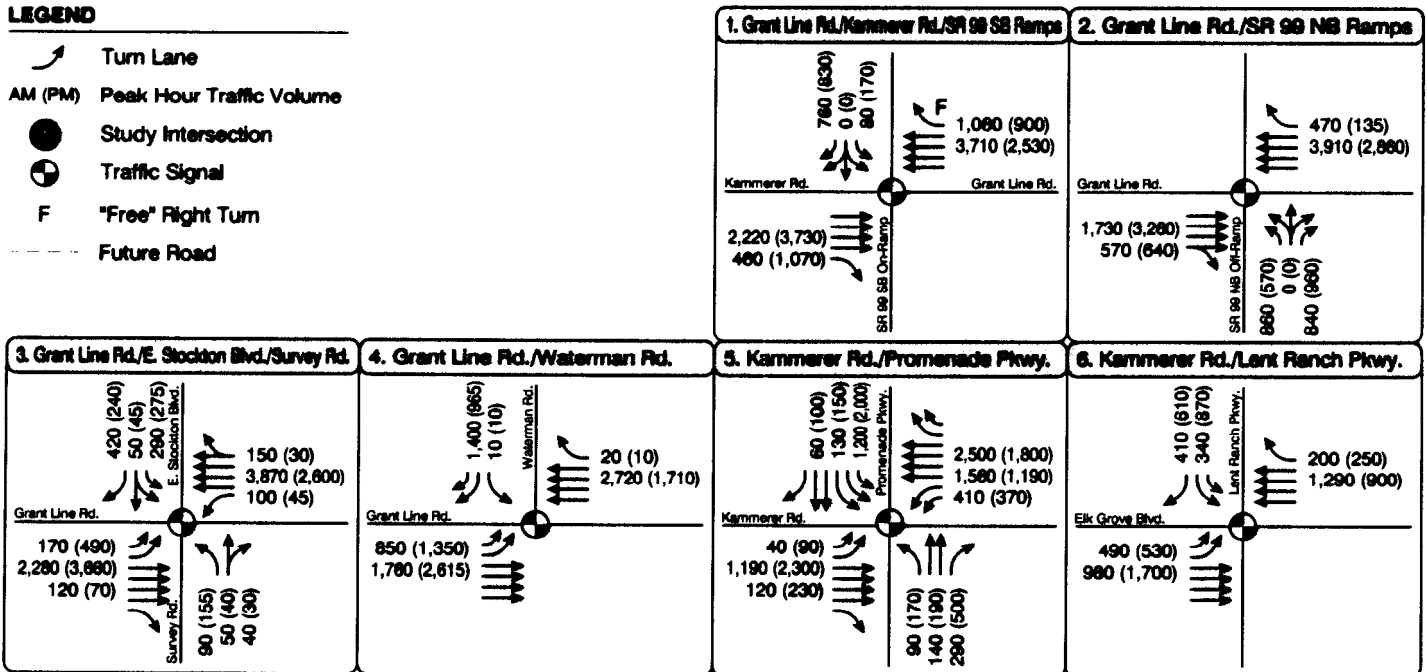 LEGEND
Turn Lane
AM (PM) Peak Hour Traffic Volume
Study Intersection
Traffic Signal
F "Free" Right Turn
Future Road
1. Grant Line Rd./Kammerer Rd./SR 99 SB Ramps
760 (830)
0 (0)
80 (170)
F
1,060 (900)
3,710 (2,530)
Kammerer Rd.
Grant Line Rd.
2,220 (3,730)
460 (1,070)
SR 99 SB On-Ramp
2. Grant Line Rd./SR 99 NB Ramps
470 (135)
3,910 (2,860)
Grant Line Rd.
1,730 (3,260)
570 (640)
SR 99 NB Off-Ramp
860 (570)
0 (0)
840 (960)
3. Grant Line Rd./E. Stockton Blvd./Survey Rd.
420 (240)
50 (45)
290 (275)
E. Stockton Blvd.
150 (30)
3,870 (2,600)
100 (45)
Grant Line Rd.
170 (490)
2,280 (3,660)
120 (70)
Survey Rd.
90 (155)
50 (40)
40 (30)
4. Grant Line Rd./Waterman Rd.
1,400 (965)
10 (10)
Waterman Rd.
20 (10)
2,720 (1,710)
Grant Line Rd.
850 (1,350)
1,760 (2,615)
5. Kammerer Rd./Promenade Pkwy.
60 (100)
130 (150)
1,200 (2,000)
Promenade Pkwy.
2,500 (1,800)
1,560 (1,190)
410 (370)
Kammerer Rd.
40 (90)
1,190 (2,300)
120 (230)
90 (170)
140 (190)
290 (500)
6. Kammerer Rd./Lent Ranch Pkwy.
410 (610)
340 (870)
Lent Ranch Pkwy.
200 (250)
1,290 (900)
Elk Grove Blvd.
490 (530)
960 (1,700)